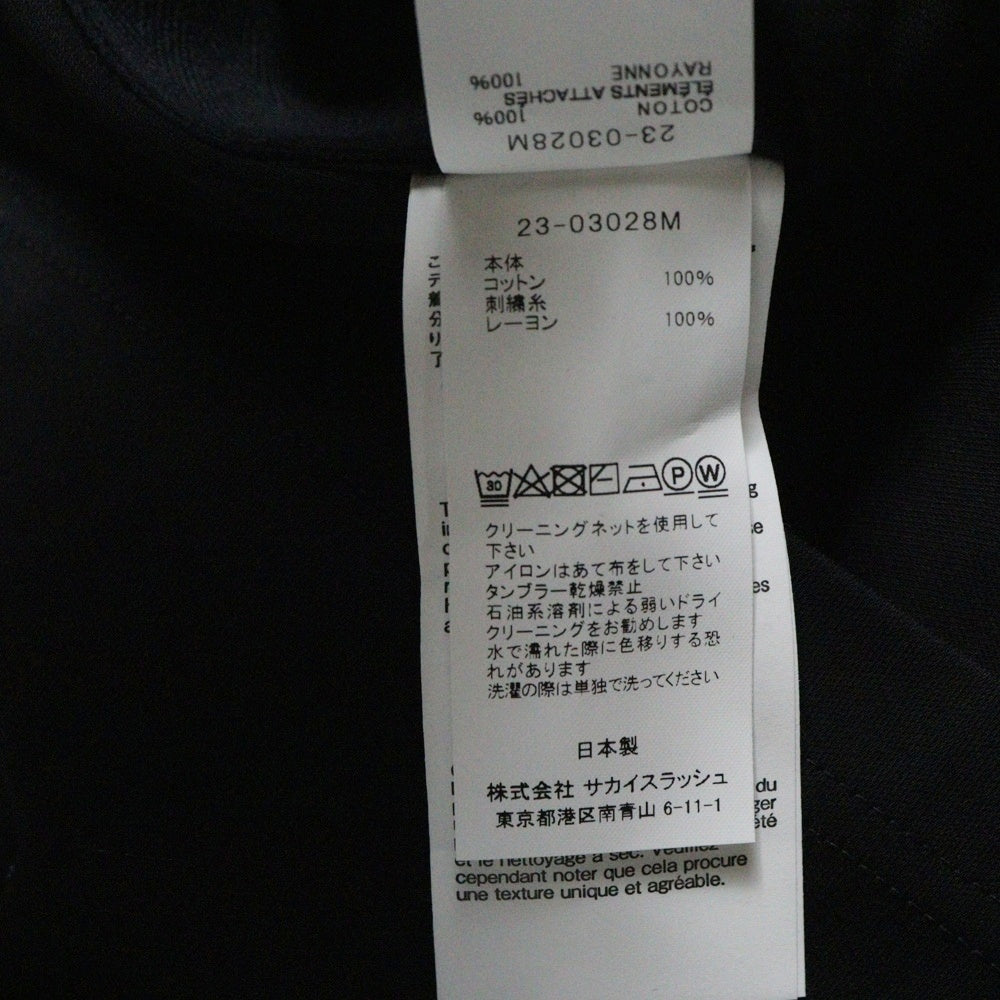 RAYONNE 100%
ÉLÉMENTS ATTACHÉS
COTON 100%
23-03028M
23-03028M
本体
コットン 100%
刺繍糸
レーヨン 100%
30
P
W
クリーニングネットを使用して
下さい
アイロンはあて布をして下さい
タンブラー乾燥禁止
石油系溶剤による弱いドライ
クリーニングをお勧めします
水で濡れた際に色移りする恐
れがあります
洗濯の際は単独で洗ってください
日本製
株式会社 サカイスラッシュ
東京都港区南青山 6-11-1
du
et le nettoyage à sec. Veuillez
cependant noter que cela procure
une texture unique et agréable.